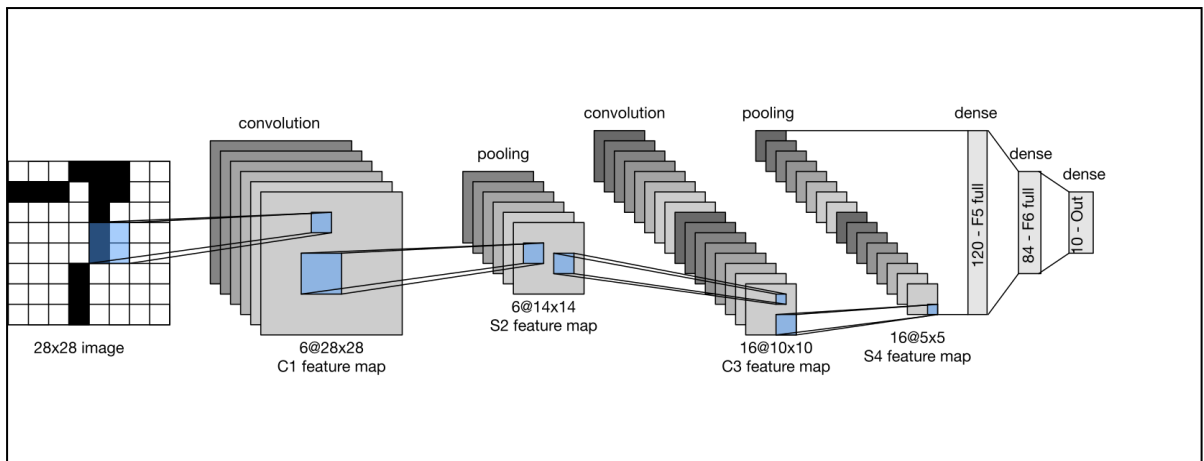 convolution
pooling
convolution
pooling
dense
dense
dense
28x28 image
6@28x28
C1 feature map
6@14x14
S2 feature map
16@10x10
C3 feature map
16@5x5
S4 feature map
120 - F5 full
84 - F6 full
10 - Out